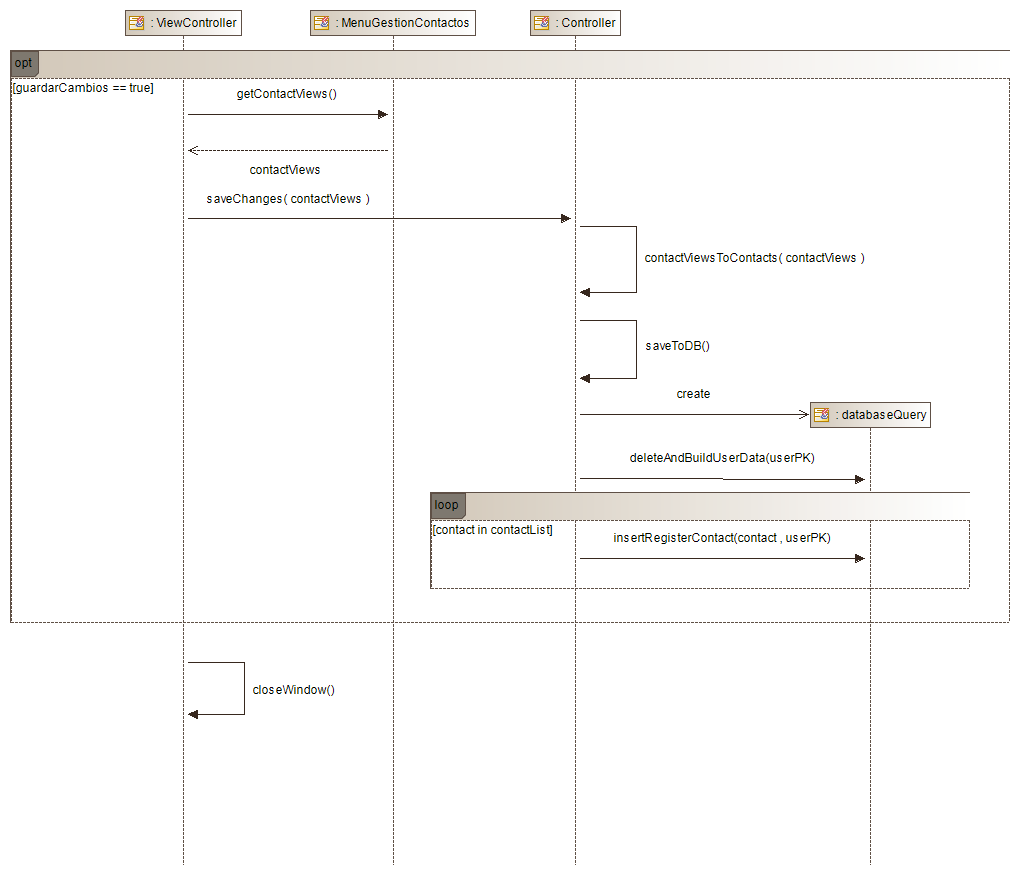 : ViewController
: MenuGestionContactos
: Controller
opt
[guardarCambios == true]
getContactViews()
contactViews
saveChanges( contactViews )
contactViewsToContacts( contactViews )
saveToDB()
create
: databaseQuery
deleteAndBuildUserData(userPK)
loop
[contact in contactList]
insertRegisterContact(contact , userPK)
closeWindow()